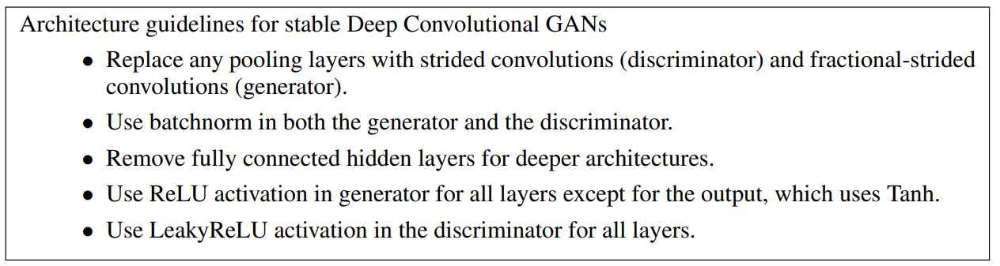 Architecture guidelines for stable Deep Convolutional GANs
• Replace any pooling layers with strided convolutions (discriminator) and fractional-strided
convolutions (generator).
• Use batchnorm in both the generator and the discriminator.
• Remove fully connected hidden layers for deeper architectures.
• Use ReLU activation in generator for all layers except for the output, which uses Tanh.
• Use LeakyReLU activation in the discriminator for all layers.